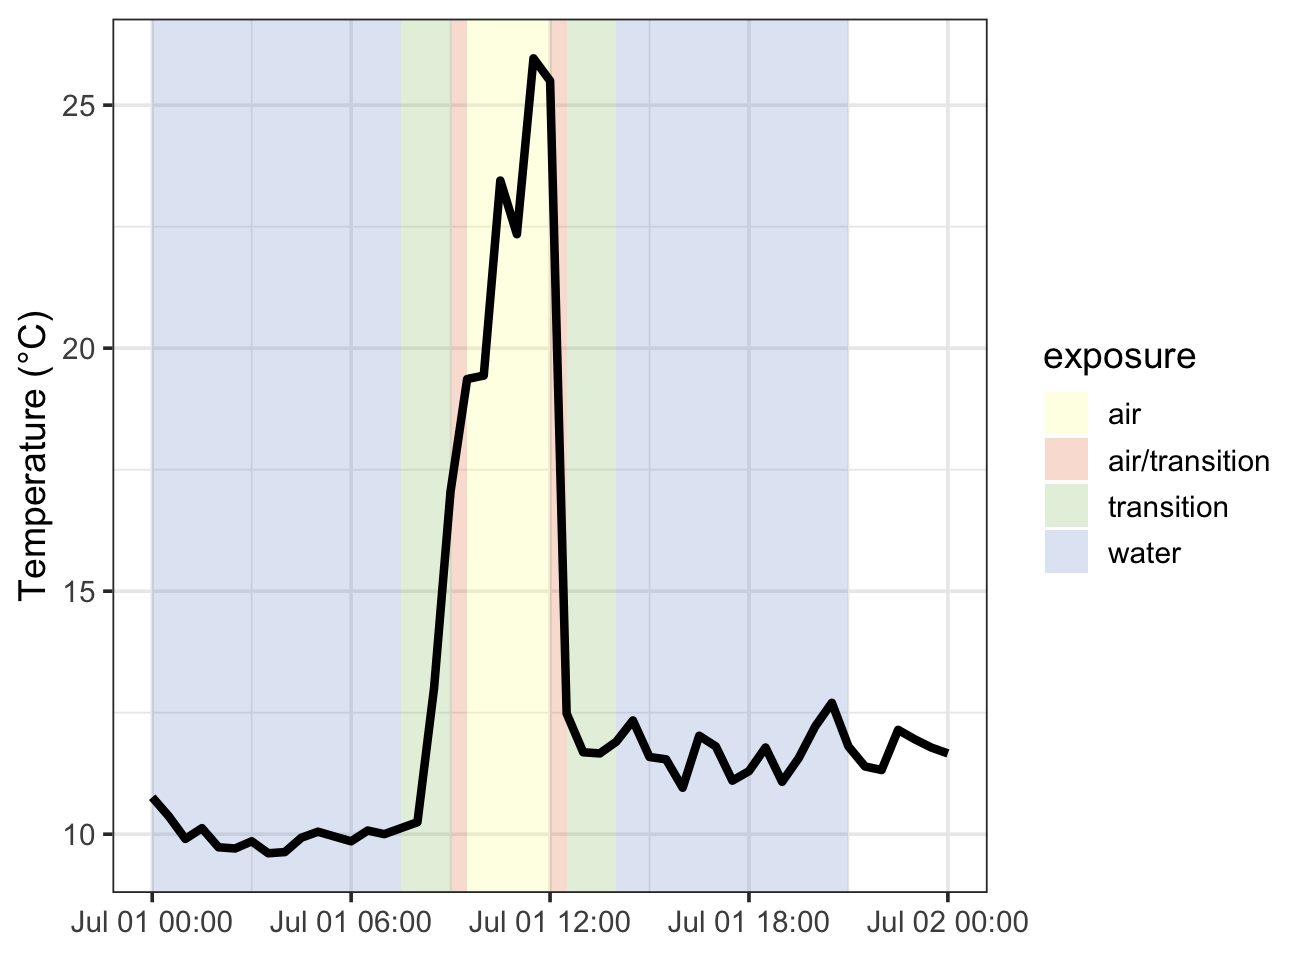 Temperature (°C)
25
20
15
10
Jul 01 00:00
Jul 01 06:00
Jul 01 12:00
Jul 01 18:00
Jul 02 00:00
exposure
air
air/transition
transition
water